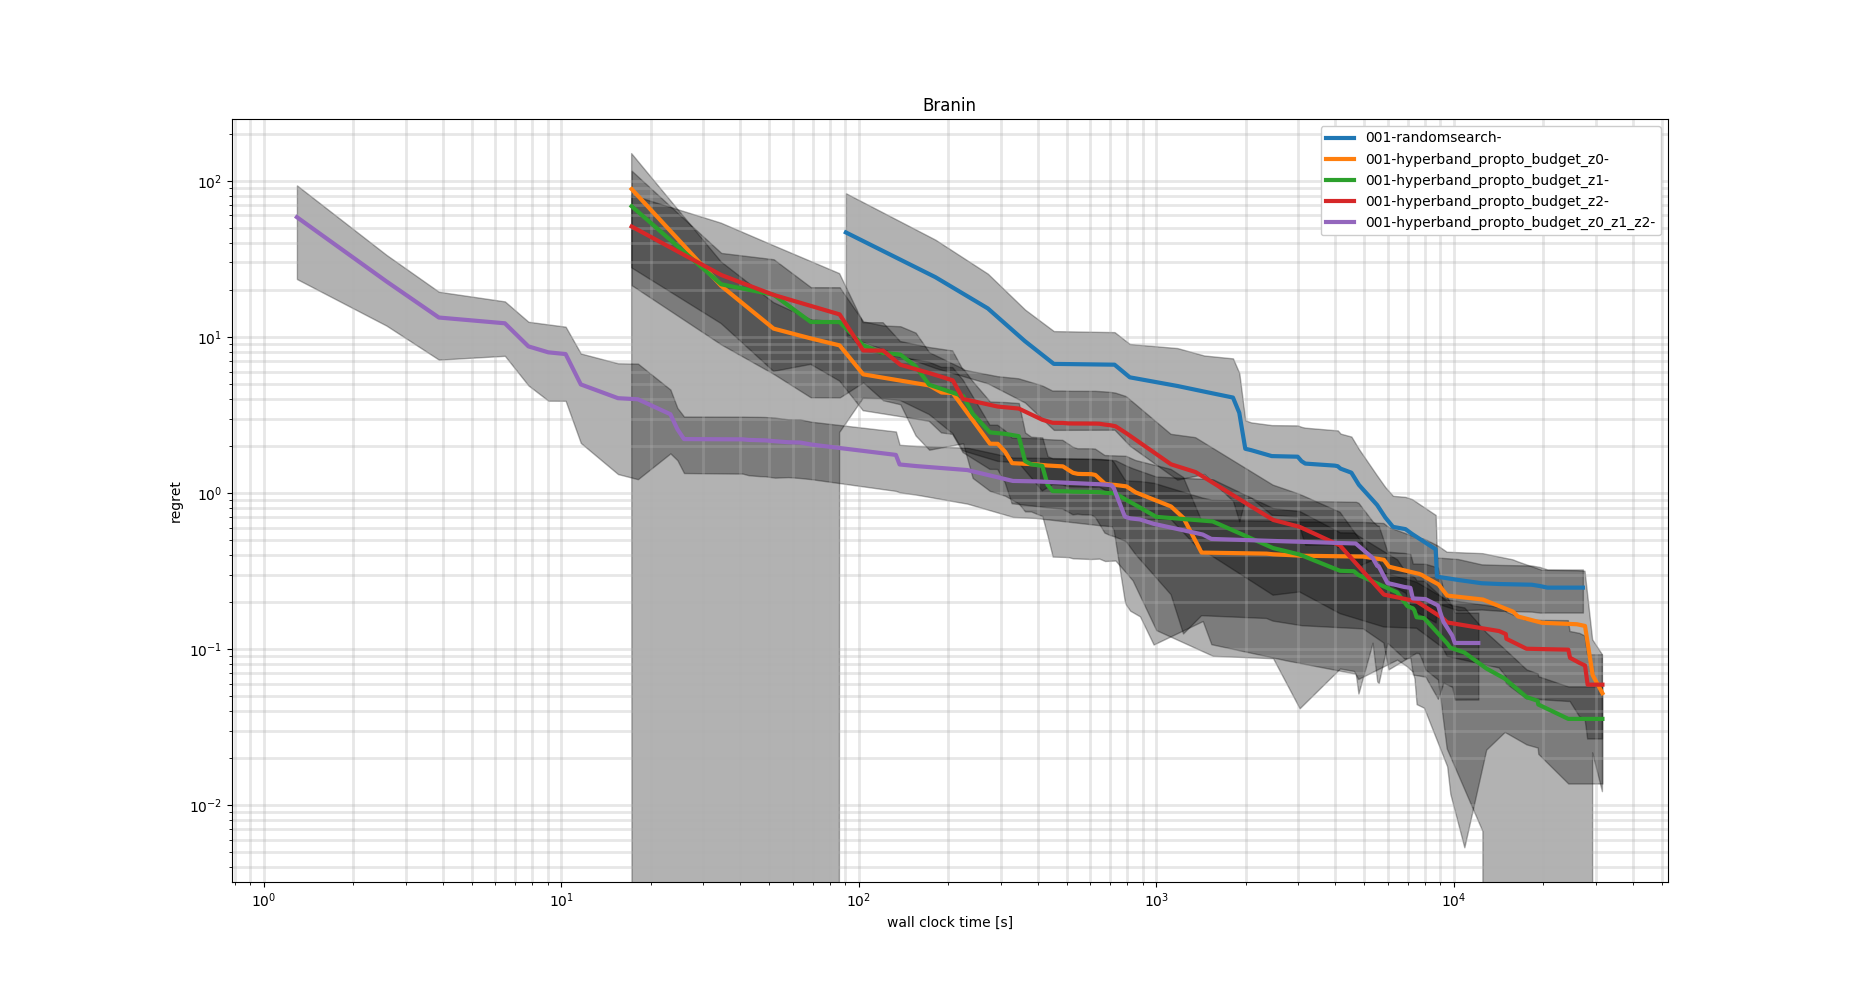 Branin
001-randomsearch-
001-hyperband_propto_budget_z0-
001-hyperband_propto_budget_z1-
001-hyperband_propto_budget_z2-
001-hyperband_propto_budget_z0_z1_z2-
regret
10²
10¹
10⁰
10⁻¹
10⁻²
10⁰ 10¹ 10² 10³ 10⁴
wall clock time [s]